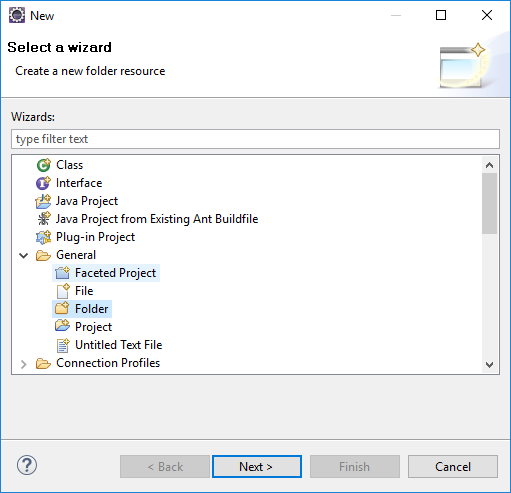 New
Select a wizard
Create a new folder resource
Wizards:
type filter text
Class
Interface
Java Project
Java Project from Existing Ant Buildfile
Plug-in Project
General
Faceted Project
File
Folder
Project
Untitled Text File
Connection Profiles
? < Back Next > Finish Cancel